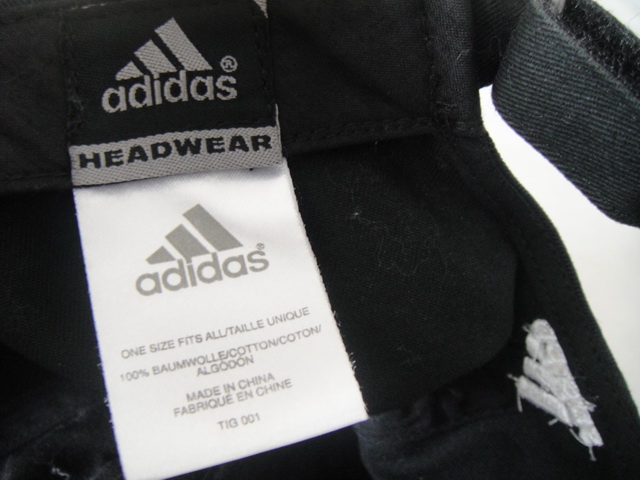 adidas®
HEADWEAR
adidas®
ONE SIZE FITS ALL/TAILLE UNIQUE
100% BAUMWOLLE/COTTON/COTON/
ALGODÓN
MADE IN CHINA
FABRIQUE EN CHINE
TIG 001